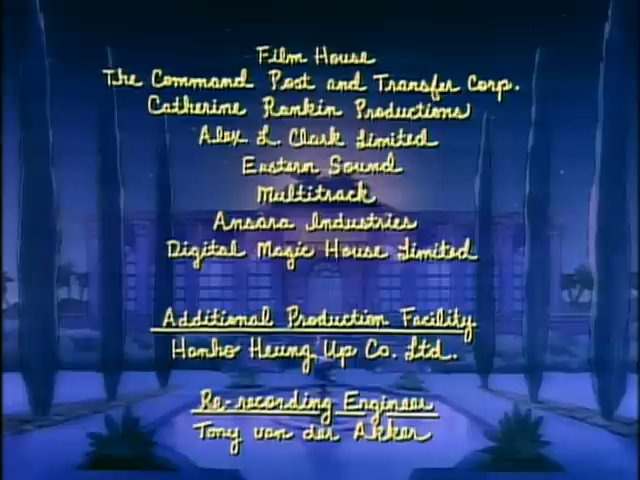 Film House
The Command Post and Transfer Corp.
Catherine Rankin Productions
Alex L. Clark Limited
Eastern Sound
Multitrack
Ansara Industries
Digital Magic House Limited
Additional Production Facility
Hanho Heung Up Co. Ltd.
Re-recording Engineer
Tony van der Akker